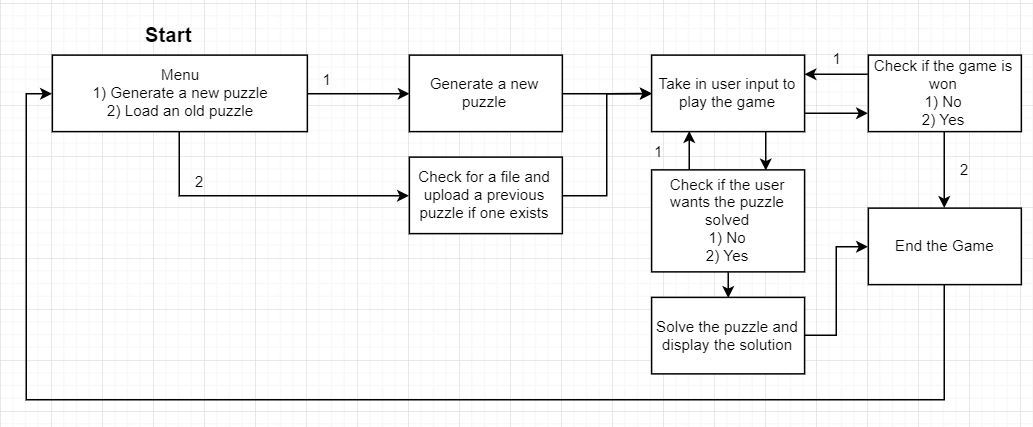 Start
Menu
1) Generate a new puzzle
2) Load an old puzzle
1
2
Generate a new
puzzle
Check for a file and
upload a previous
puzzle if one exists
Take in user input to
play the game
1
Check if the game is
won
1) No
2) Yes
1
Check if the user
wants the puzzle
solved
1) No
2) Yes
2
End the Game
Solve the puzzle and
display the solution